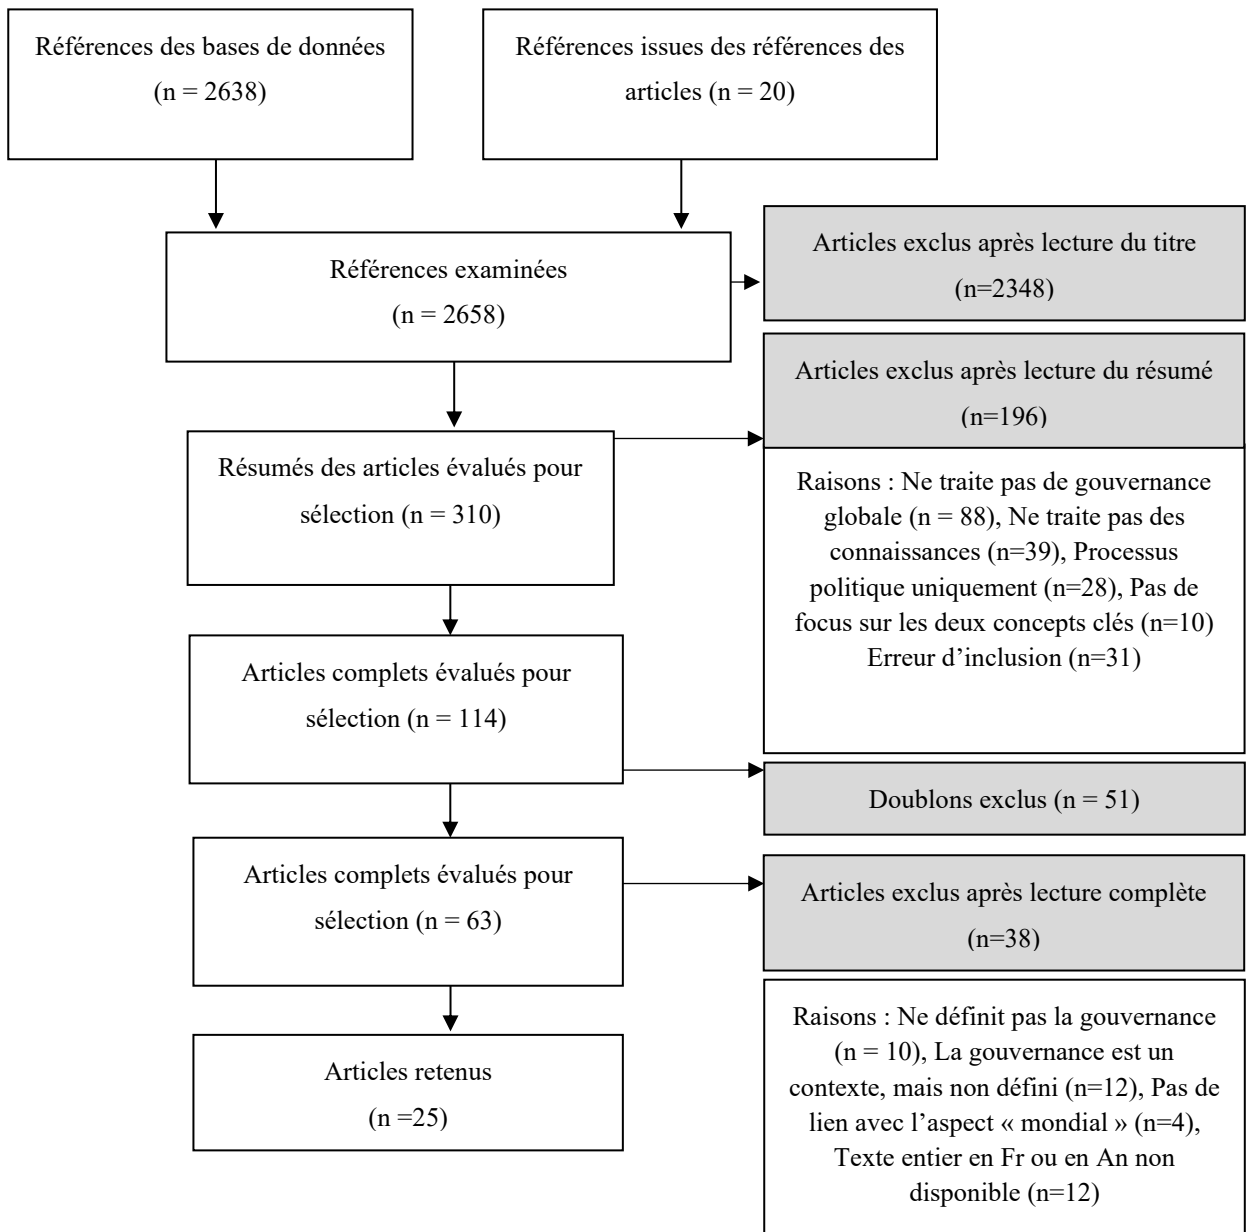 Références des bases de données
(n = 2638)
Références issues des références des
articles (n = 20)
Références examinées
(n = 2658)
Articles exclus après lecture du titre
(n=2348)
Articles exclus après lecture du résumé
(n=196)
Résumés des articles évalués pour
sélection (n = 310)
Raisons : Ne traite pas de gouvernance
globale (n = 88), Ne traite pas des
connaissances (n=39), Processus
politique uniquement (n=28), Pas de
focus sur les deux concepts clés (n=10)
Erreur d’inclusion (n=31)
Articles complets évalués pour
sélection (n = 114)
Doublons exclus (n = 51)
Articles complets évalués pour
sélection (n = 63)
Articles exclus après lecture complète
(n=38)
Raisons : Ne définit pas la gouvernance
(n = 10), La gouvernance est un
contexte, mais non défini (n=12), Pas de
lien avec l’aspect « mondial » (n=4),
Texte entier en Fr ou en An non
disponible (n=12)
Articles retenus
(n =25)